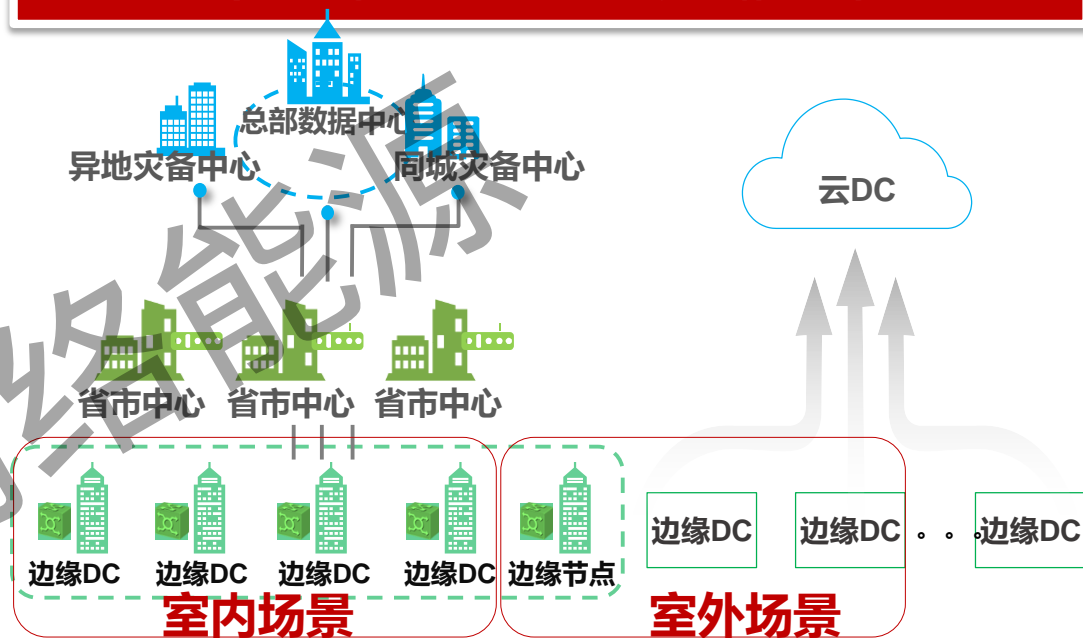 总部数据中心
异地灾备中心
同城灾备中心
云DC
省市中心 省市中心 省市中心
边缘DC 边缘DC 边缘DC 边缘DC 边缘节点
边缘DC 边缘DC 。。。边缘DC
室内场景 室外场景
络能源